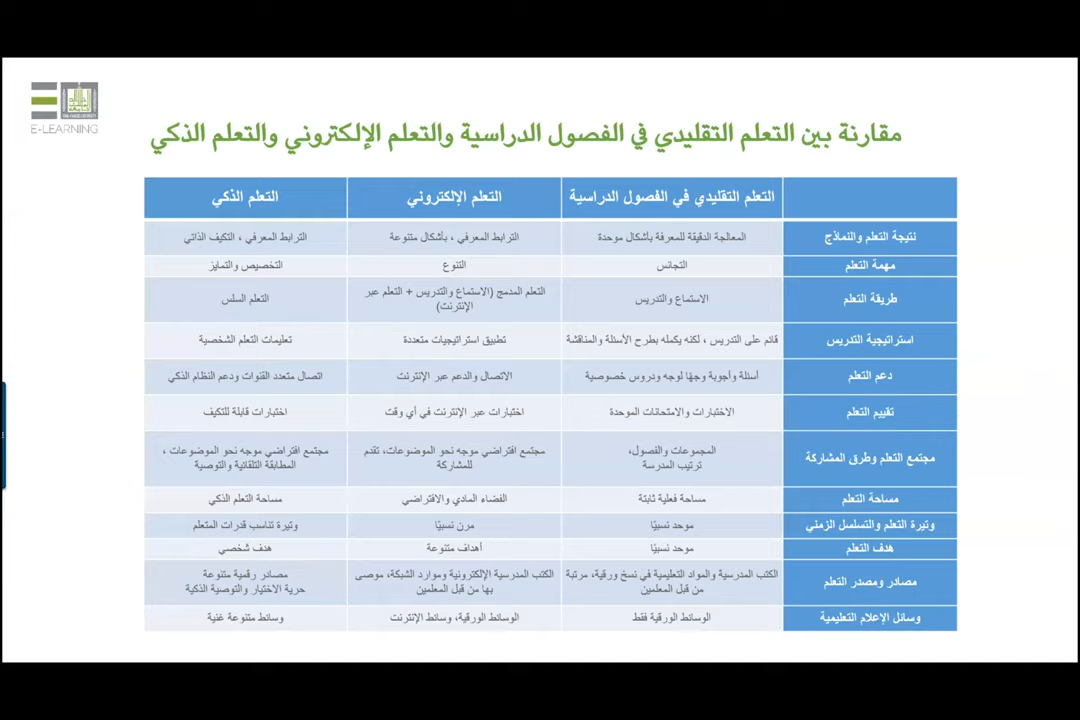 E-LEARNING
مقارنة بين التعلم التقليدي في الفصول الدراسية والتعلم الإلكتروني والتعلم الذكي
التعلم التقليدي في الفصول الدراسية التعلم الإلكتروني التعلم الذكي
نتيجة التعلم والنماذج المعالجة الدقيقة للمعرفة بأشكال موحدة الترابط المعرفي ، بأشكال متنوعة الترابط المعرفي ، التكيف الذاتي
مهمة التعلم التجانس التنوع التخصيص والتمايز
طريقة التعلم الاستماع والتدريس التعلم المدمج (الاستماع والتدريس + التعلم عبر
الإنترنت) التعلم السلس
استراتيجية التدريس قائم على التدريس ، لكنه يكمله بطرح الأسئلة والمناقشة تطبيق استراتيجيات متعددة تعليمات التعلم الشخصية
دعم التعلم أسئلة وأجوبة وجهًا لوجه ودروس خصوصية الاتصال والدعم عبر الإنترنت اتصال متعدد القنوات ودعم النظام الذكي
تقييم التعلم الاختبارات والامتحانات الموحدة اختبارات عبر الإنترنت في أي وقت اختبارات قابلة للتكيف
مجتمع التعلم وطرق المشاركة المجموعات والفصول،
ترتيب المدرسة مجتمع افتراضي موجه نحو الموضوعات، تقدم
للمشاركة مجتمع افتراضي موجه نحو الموضوعات ،
المطابقة التلقائية والتوصية
مساحة التعلم مساحة فعلية ثابتة الفضاء المادي والافتراضي مساحة التعلم الذكي
وتيرة التعلم والتسلسل الزمني موحد نسبيًا مرن نسبيًا وتيرة تناسب قدرات المتعلم
هدف التعلم موحد نسبيًا أهداف متنوعة هدف شخصي
مصادر ومصدر التعلم الكتب المدرسية والمواد التعليمية في نسخ ورقية، مرتبة
من قبل المعلمين الكتب المدرسية الإلكترونية وموارد الشبكة، موصى
بها من قبل المعلمين مصادر رقمية متنوعة
حرية الاختيار والتوصية الذكية
وسائل الإعلام التعليمية الوسائط الورقية فقط الوسائط الورقية، وسائط الإنترنت وسائط متنوعة غنية